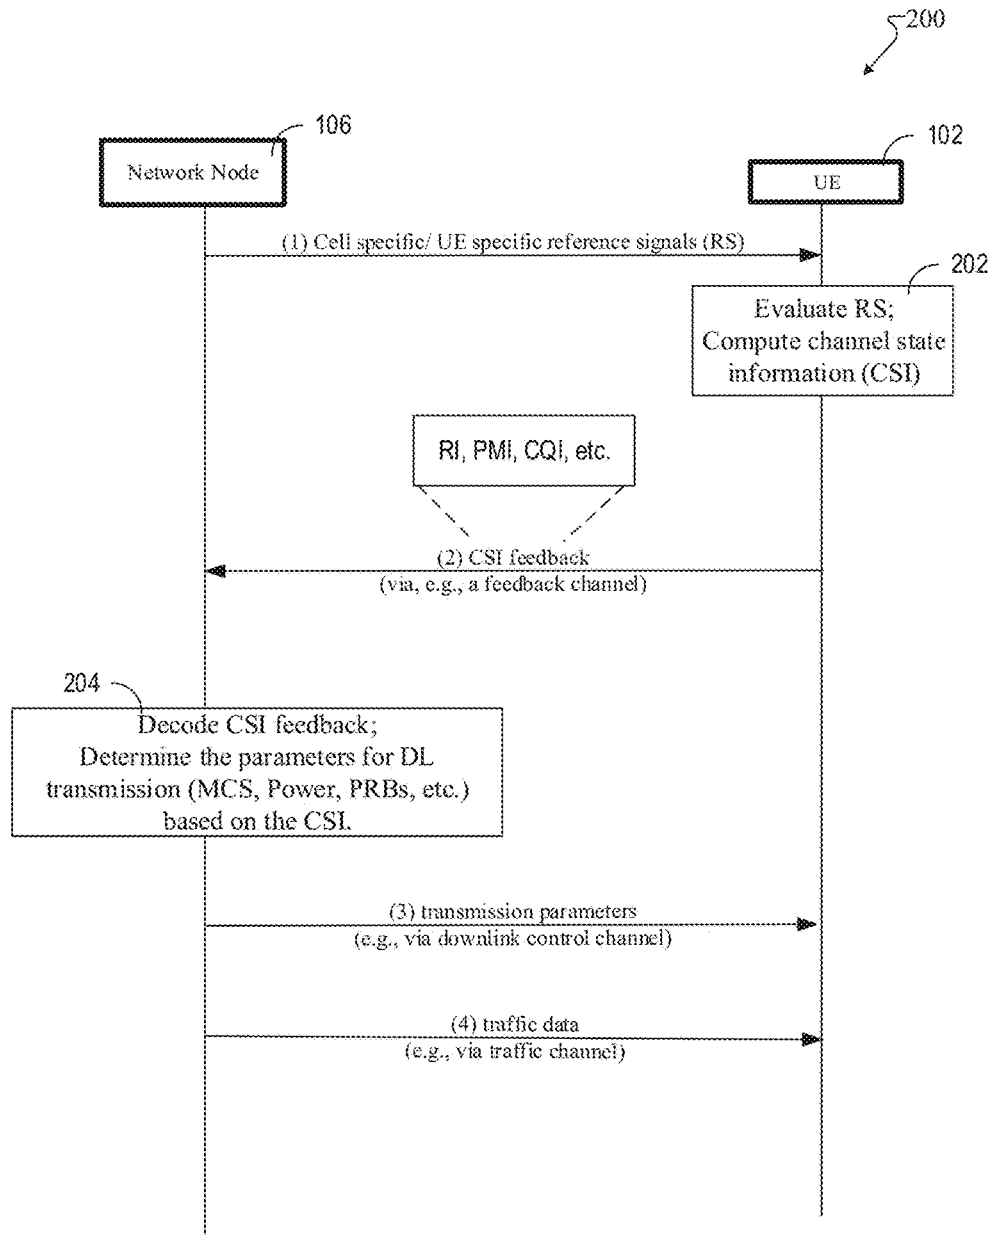 200
106
102
Network Node
UE
(1) Cell specific/ UE specific reference signals (RS)
202
Evaluate RS;
Compute channel state
information (CSI)
RI, PMI, CQI, etc.
(2) CSI feedback
(via, e.g., a feedback channel)
204
Decode CSI feedback;
Determine the parameters for DL
transmission (MCS, Power, PRBs, etc.)
based on the CSI.
(3) transmission parameters
(e.g., via downlink control channel)
(4) traffic data
(e.g., via traffic channel)